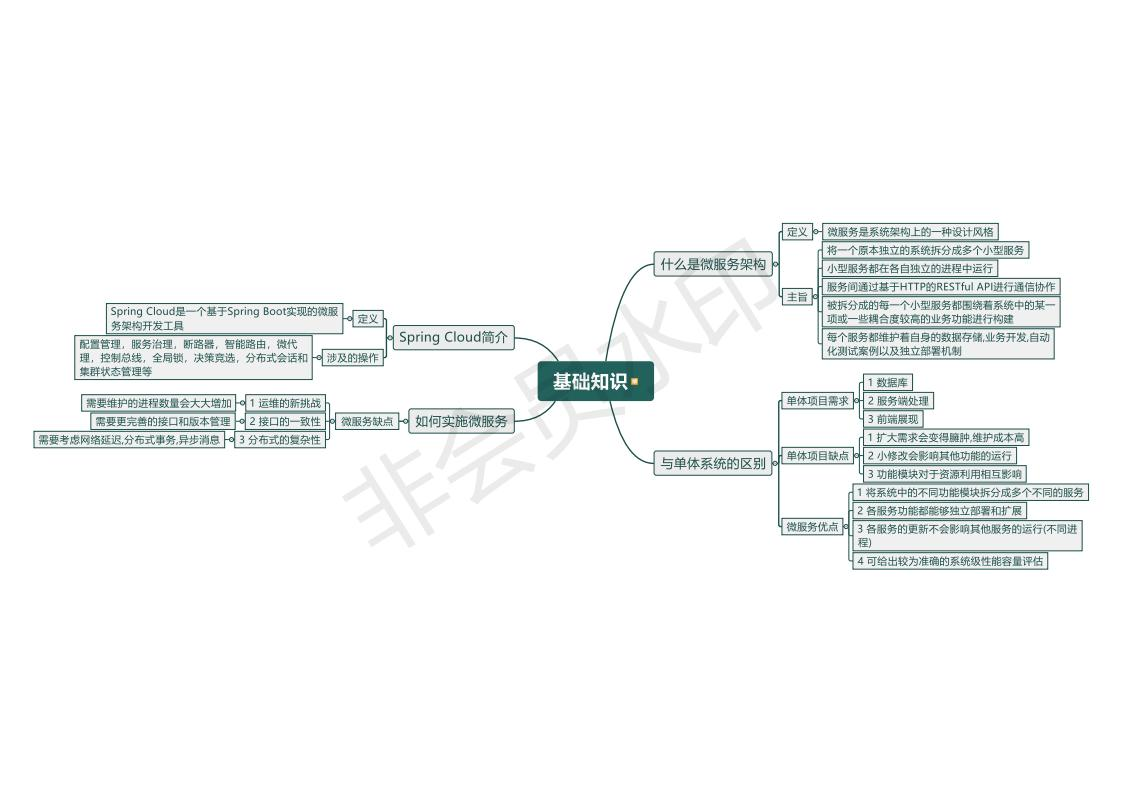 基础知识
什么是微服务架构
定义
微服务是系统架构上的一种设计风格
主旨
将一个原本独立的系统拆分成多个小型服务
小型服务都在各自独立的进程中运行
服务间通过基于HTTP的RESTful API进行通信协作
被拆分成的每一个小型服务都围绕着系统中的某一
项或一些耦合度较高的业务功能进行构建
每个服务都维护着自身的数据存储,业务开发,自动
化测试案例以及独立部署机制
与单体系统的区别
单体项目需求
1 数据库
2 服务端处理
3 前端展现
单体项目缺点
1 扩大需求会变得臃肿,维护成本高
2 小修改会影响其他功能的运行
3 功能模块对于资源利用相互影响
微服务优点
1 将系统中的不同功能模块拆分成多个不同的服务
2 各服务功能都能够独立部署和扩展
3 各服务的更新不会影响其他服务的运行(不同进
程)
4 可给出较为准确的系统级性能容量评估
Spring Cloud简介
定义
Spring Cloud是一个基于Spring Boot实现的微服
务架构开发工具
涉及的操作
配置管理，服务治理，断路器，智能路由，微代
理，控制总线，全局锁，决策竞选，分布式会话和
集群状态管理等
如何实施微服务
微服务缺点
1 运维的新挑战
需要维护的进程数量会大大增加
2 接口的一致性
需要更完善的接口和版本管理
3 分布式的复杂性
需要考虑网络延迟,分布式事务,异步消息
非会员水印